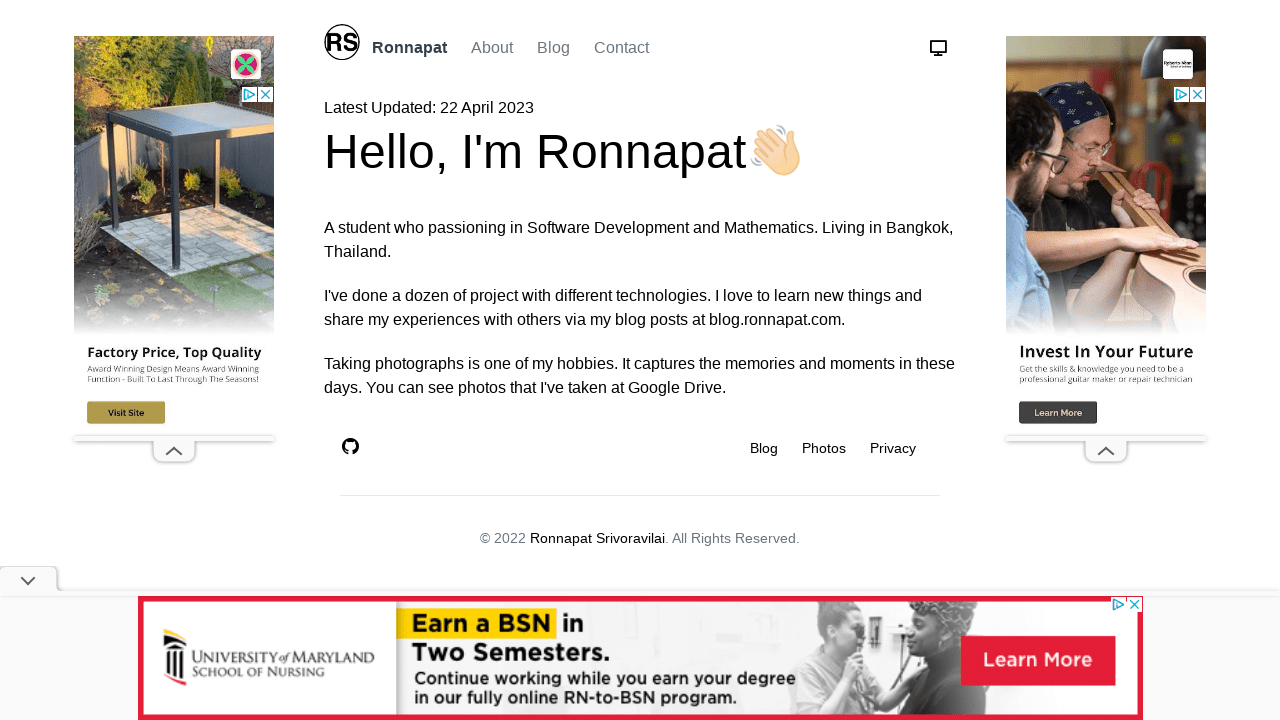 RS Ronnapat About Blog Contact
Latest Updated: 22 April 2023
Hello, I'm Ronnapat👋🏼
A student who passioning in Software Development and Mathematics. Living in Bangkok,
Thailand.
I've done a dozen of project with different technologies. I love to learn new things and
share my experiences with others via my blog posts at blog.ronnapat.com.
Taking photographs is one of my hobbies. It captures the memories and moments in these
days. You can see photos that I've taken at Google Drive.
Blog Photos Privacy
© 2022 Ronnapat Srivoravilai. All Rights Reserved.
Factory Price, Top Quality
Award Winning Design Means Award Winning
Function - Built To Last Through The Seasons!
Visit Site
Invest In Your Future
Get the skills & knowledge you need to be a
professional guitar maker or repair technician
Learn More
UNIVERSITY of MARYLAND
SCHOOL OF NURSING
Earn a BSN in
Two Semesters.
Continue working while you earn your degree
in our fully online RN-to-BSN program.
Learn More